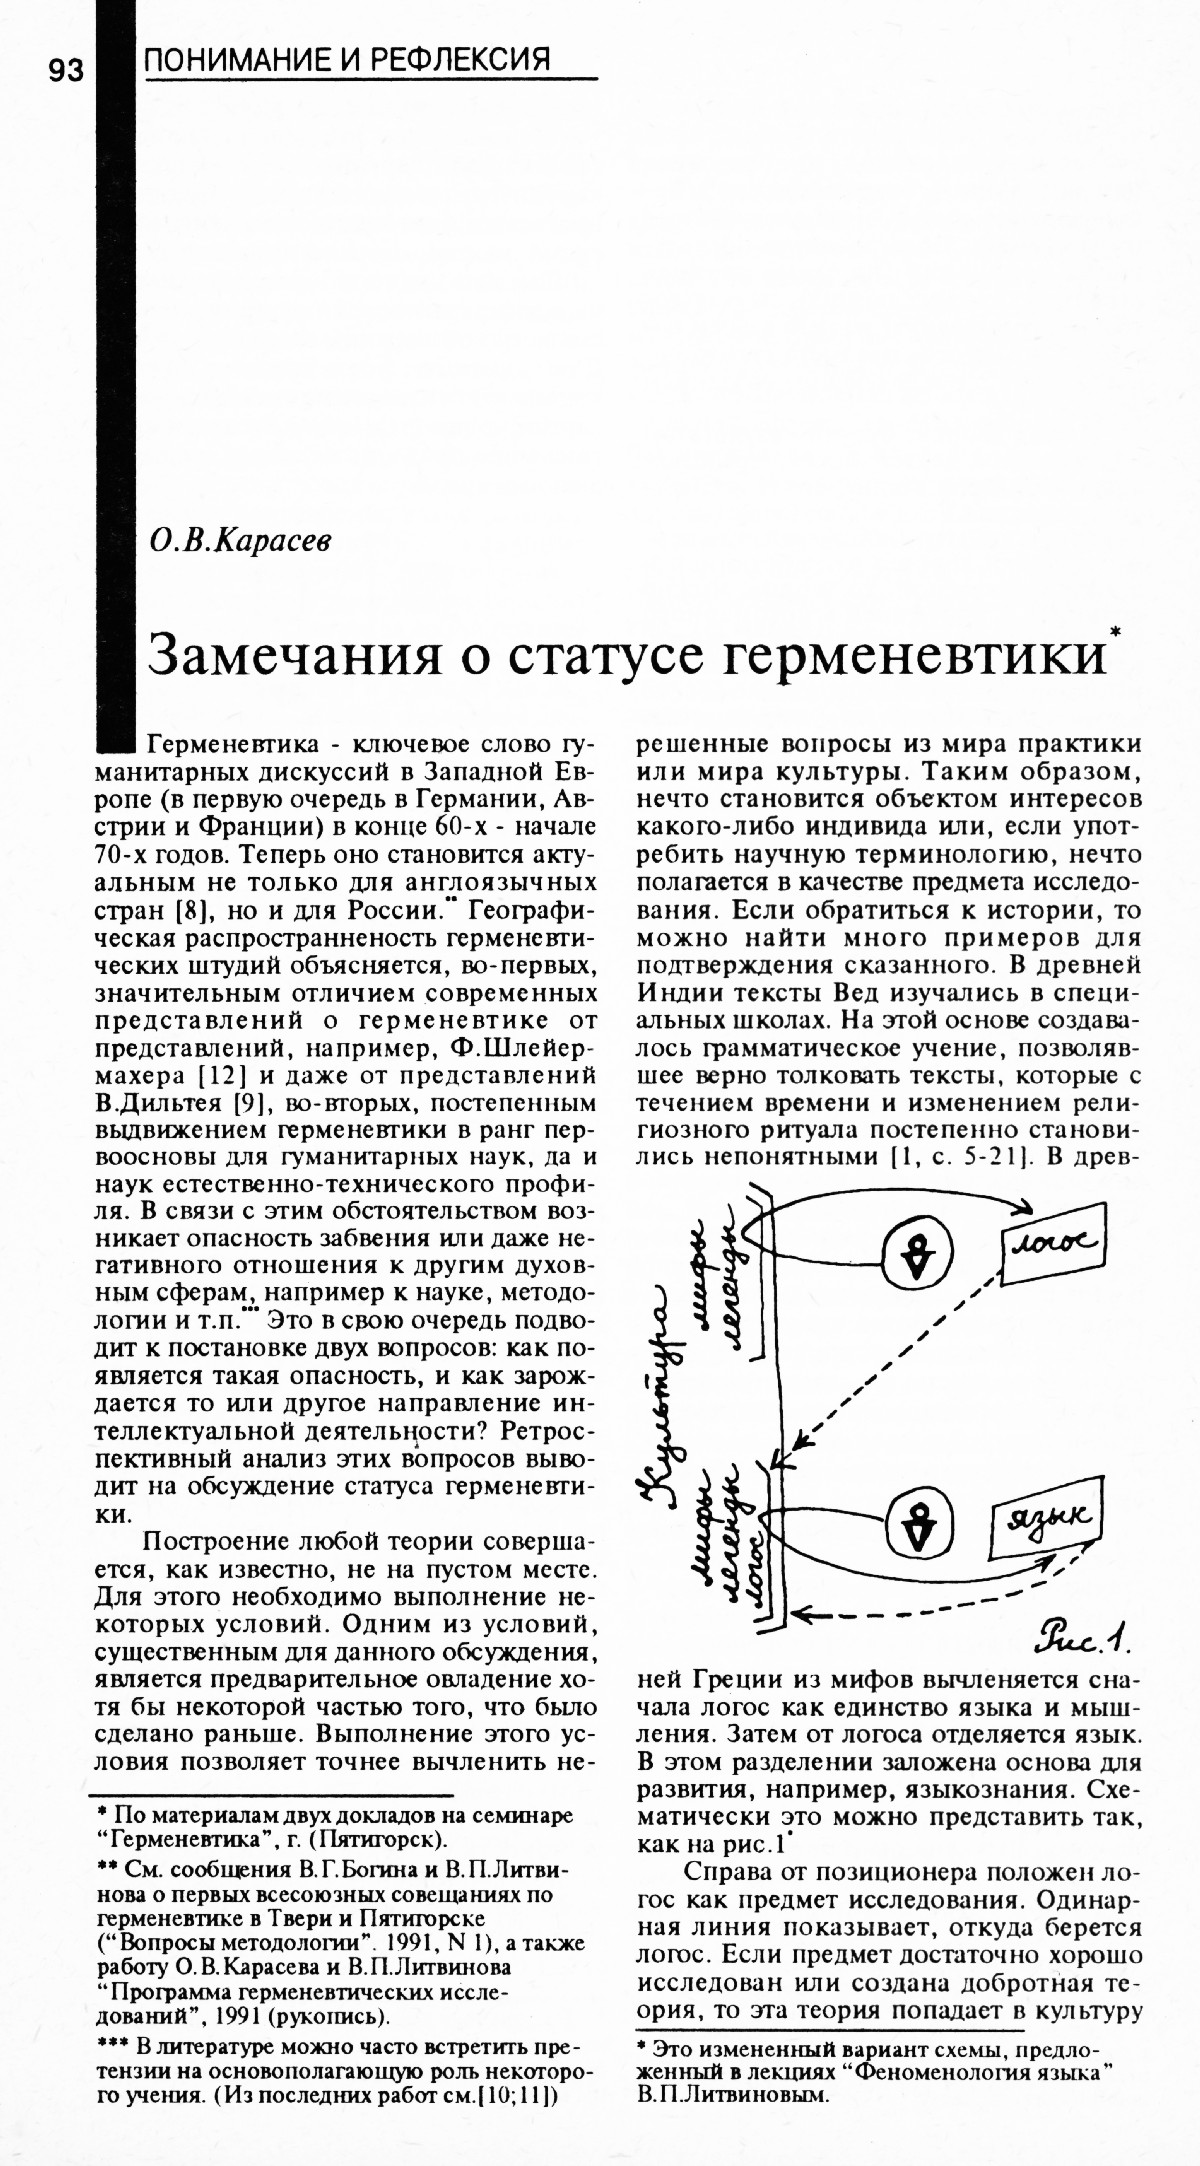 93
ПОНИМАНИЕ И РЕФЛЕКСИЯ
О.В.Карасев
Замечания о статусе герменевтики*
Герменевтика - ключевое слово гу-
манитарных дискуссий в Западной Ев-
ропе (в первую очередь в Германии, Ав-
стрии и Франции) в конце 60-х - начале
70-х годов. Теперь оно становится акту-
альным не только для англоязычных
стран [8], но и для России.** Географи-
ческая распространненость герменевти-
ческих штудий объясняется, во-первых,
значительным отличием современных
представлений о герменевтике от
представлений, например, Ф.Шлейер-
махера [12] и даже от представлений
В.Дильтея [9], во-вторых, постепенным
выдвижением герменевтики в ранг пер-
воосновы для гуманитарных наук, да и
наук естественно-технического профи-
ля. В связи с этим обстоятельством воз-
никает опасность забвения или даже не-
гативного отношения к другим духов-
ным сферам, например к науке, методо-
логии и т.п.*** Это в свою очередь подво-
дит к постановке двух вопросов: как по-
является такая опасность, и как зарож-
дается то или другое направление ин-
теллектуальной деятельности? Ретрос-
пективный анализ этих вопросов выво-
дит на обсуждение статуса герменевти-
ки.
Построение любой теории соверша-
ется, как известно, не на пустом месте.
Для этого необходимо выполнение не-
которых условий. Одним из условий,
существенным для данного обсуждения,
является предварительное овладение хо-
тя бы некоторой частью того, что было
сделано раньше. Выполнение этого ус-
ловия позволяет точнее вычленить не-
* По материалам двух докладов на семинаре
“Герменевтика”, г. (Пятигорск).
** См. сообщения В.Г.Богина и В.П.Литви-
нова о первых всесоюзных совещаниях по
герменевтике в Твери и Пятигорске
(“Вопросы методологии”. 1991, N 1), а также
работу О.В.Карасева и В.П.Литвинова
“Программа герменевтических иссле-
дований”, 1991 (рукопись).
*** В литературе можно часто встретить пре-
тензии на основополагающую роль некоторо-
го учения. (Из последних работ см.[10;11])
решенные вопросы из мира практики
или мира культуры. Таким образом,
нечто становится объектом интересов
какого-либо индивида или, если упот-
ребить научную терминологию, нечто
полагается в качестве предмета исследо-
вания. Если обратиться к истории, то
можно найти много примеров для
подтверждения сказанного. В древней
Индии тексты Вед изучались в специ-
альных школах. На этой основе создава-
лось грамматическое учение, позволяв-
шее верно толковать тексты, которые с
течением времени и изменением рели-
гиозного ритуала постепенно станови-
лись непонятными [1, с. 5-21]. В древ-
Культура
мифы
легенды
логос
мифы
легенды
логос
язык
Рис.1.
ней Греции из мифов вычленяется сна-
чала логос как единство языка и мыш-
ления. Затем от логоса отделяется язык.
В этом разделении заложена основа для
развития, например, языкознания. Схе-
матически это можно представить так,
как на рис.1*
Справа от позиционера положен ло-
гос как предмет исследования. Одинар-
ная линия показывает, откуда берется
логос. Если предмет достаточно хорошо
исследован или создана добротная те-
ория, то эта теория попадает в культуру
* Это измененный вариант схемы, предло-
женный в лекциях “Феноменология языка”
В.П.Литвиновым.